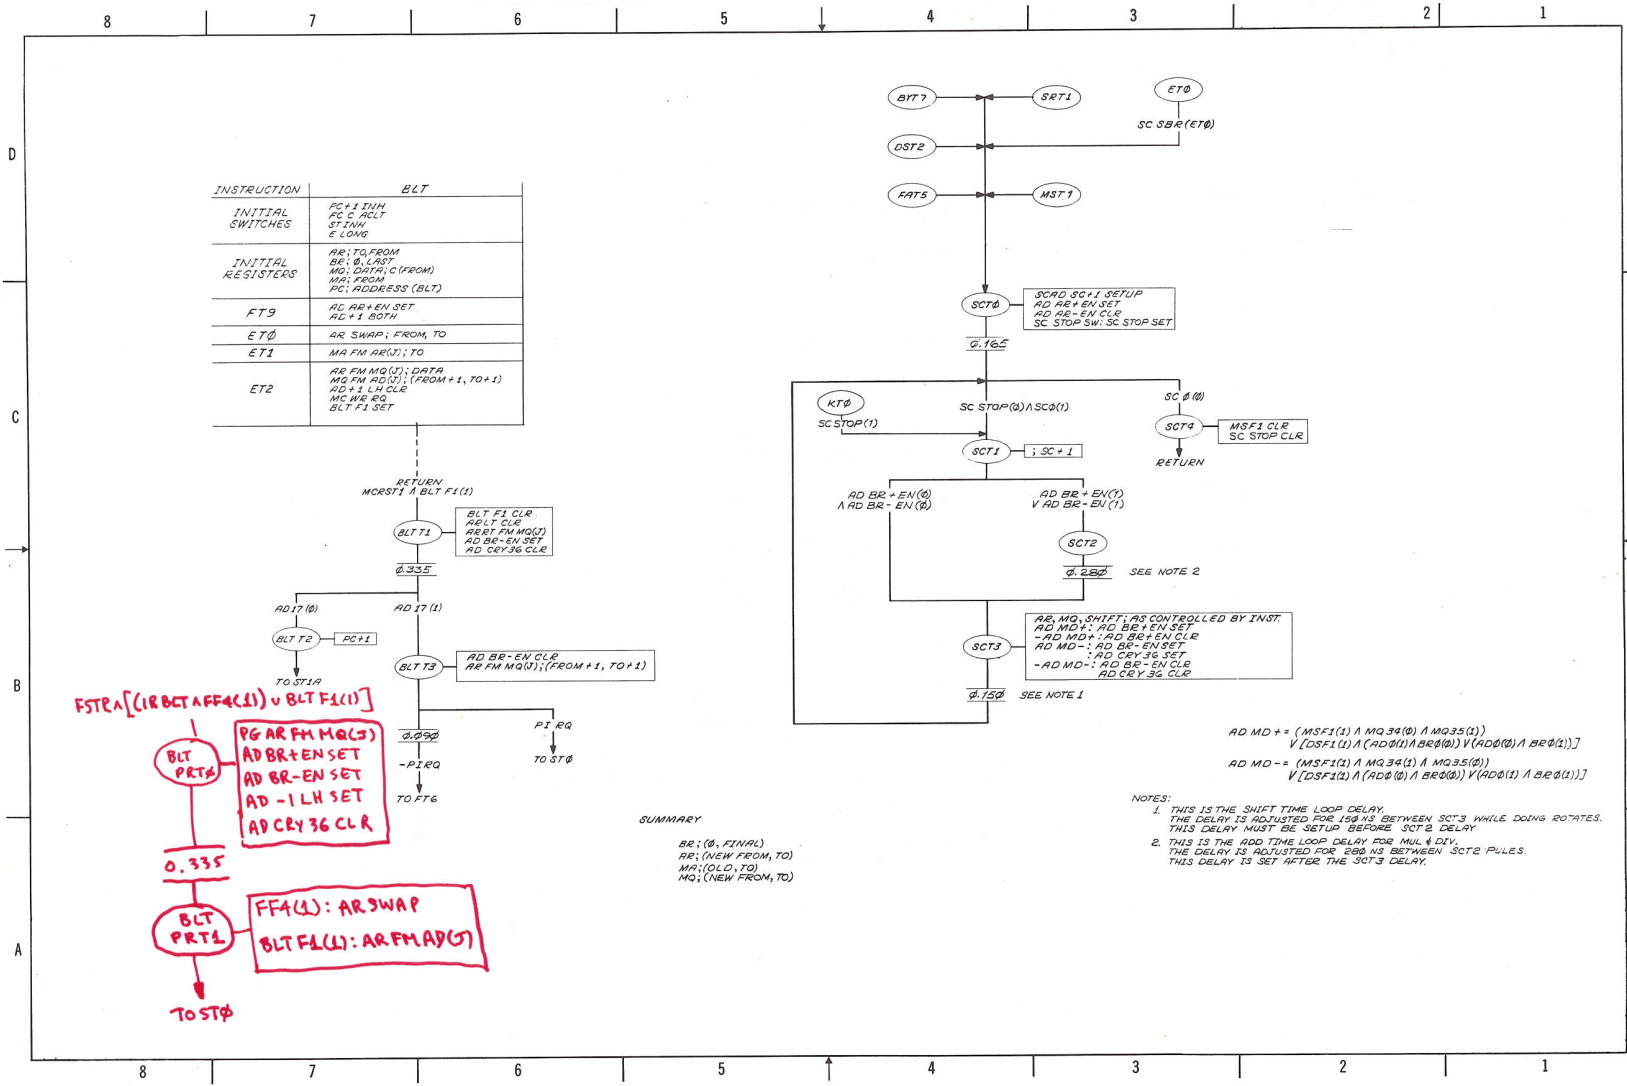 8 7 6 5 4 3 2 1
D
C
B
A
INSTRUCTION BLT
INITIAL SWITCHES
PC+1 INH
FC C ACLT
ST INH
E LONG
INITIAL REGISTERS
AR; TO, FROM
BR; Ø, LAST
MQ; DATA; C(FROM)
MA; FROM
PC; ADDRESS (BLT)
FT9
AD AR+EN SET
AD+1 BOTH
ETØ AR SWAP; FROM, TO
ET1 MA FM AR(J); TO
ET2
AR FM MQ(J); DATA
MQ FM AD(J); (FROM+1, TO+1)
AD+1 LH CLR
MC WR RQ
BLT F1 SET
RETURN
MCRST1 Λ BLT F1(1)
BLT T1
BLT F1 CLR
ARLT CLR
ARRT FM MQ(J)
AD BR-EN SET
AD CRY36 CLR
Ø.335
AD17(Ø)
AD17(1)
BLT T2
PC+1
TO ST1A
BLT T3
AD BR-EN CLR
AR FM MQ(J); (FROM+1, TO+1)
Ø.Ø9Ø
-PIRQ
TO FT6
PI RQ
TO STØ
FSTRΛ[(IRBLTΛFF4(1)) ∨ BLT F1(1)]
BLT
PRTØ
PG AR FM MQ(J)
AD BR+EN SET
AD BR-EN SET
AD -1 LH SET
AD CRY 36 CLR
0.335
BLT
PRT1
FF4(1): AR SWAP
BLT F1(1): AR FM AD(J)
TO STØ
SUMMARY
BR; (Ø, FINAL)
AR; (NEW FROM, TO)
MA; (OLD, TO)
MQ; (NEW FROM, TO)
BYT7
SRT1
ETØ
SC SBR(ETØ)
DST2
FAT5
MST1
SCTØ
SCAD SC+1 SETUP
AD AR+EN SET
AD AR-EN CLR
SC STOP SW: SC STOP SET
Ø.165
KTØ
SC STOP(1)
SC STOP(Ø)ΛSCØ(1)
SC Ø(Ø)
SCT4
MSF1 CLR
SC STOP CLR
RETURN
SCT1
; SC+1
AD BR+EN(Ø)
Λ AD BR-EN(Ø)
AD BR+EN(1)
V AD BR-EN(1)
SCT2
Ø.28Ø SEE NOTE 2
SCT3
AR, MQ, SHIFT; AS CONTROLLED BY INST.
AD MD+: AD BR+EN SET
-AD MD+: AD BR+EN CLR
AD MD-: AD BR-EN SET
: AD CRY 36 SET
-AD MD-: AD BR-EN CLR
AD CRY 36 CLR
Ø.15Ø SEE NOTE 1
AD MD+ = (MSF1(1) Λ MQ34(Ø) Λ MQ35(1))
V [DSF1(1)Λ(ADØ(1)ΛBRØ(Ø))V(ADØ(Ø)ΛBRØ(1))]
AD MD- = (MSF1(1) Λ MQ34(1) Λ MQ35(Ø))
V [DSF1(1)Λ(ADØ(Ø)ΛBRØ(Ø))V(ADØ(1)ΛBRØ(1))]
NOTES:
1. THIS IS THE SHIFT TIME LOOP DELAY.
THE DELAY IS ADJUSTED FOR 15Ø NS BETWEEN SCT3 WHILE DOING ROTATES.
THIS DELAY MUST BE SETUP BEFORE SCT2 DELAY
2. THIS IS THE ADD TIME LOOP DELAY FOR MUL & DIV.
THE DELAY IS ADJUSTED FOR 28Ø NS BETWEEN SCT2 PULES.
THIS DELAY IS SET AFTER THE SCT3 DELAY.
8 7 6 5 4 3 2 1